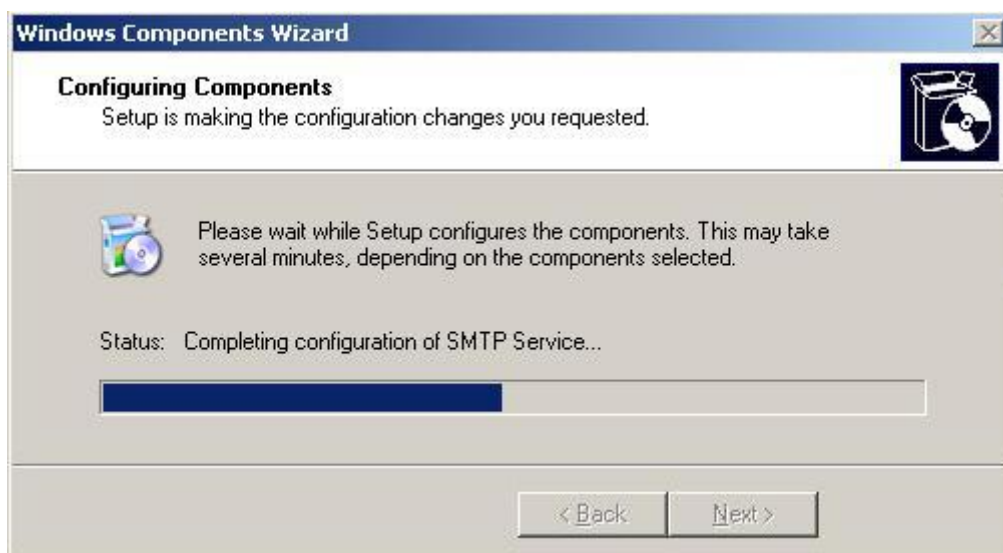 Windows Components Wizard
Configuring Components
Setup is making the configuration changes you requested.
Please wait while Setup configures the components. This may take
several minutes, depending on the components selected.
Status: Completing configuration of SMTP Service...
< Back Next >